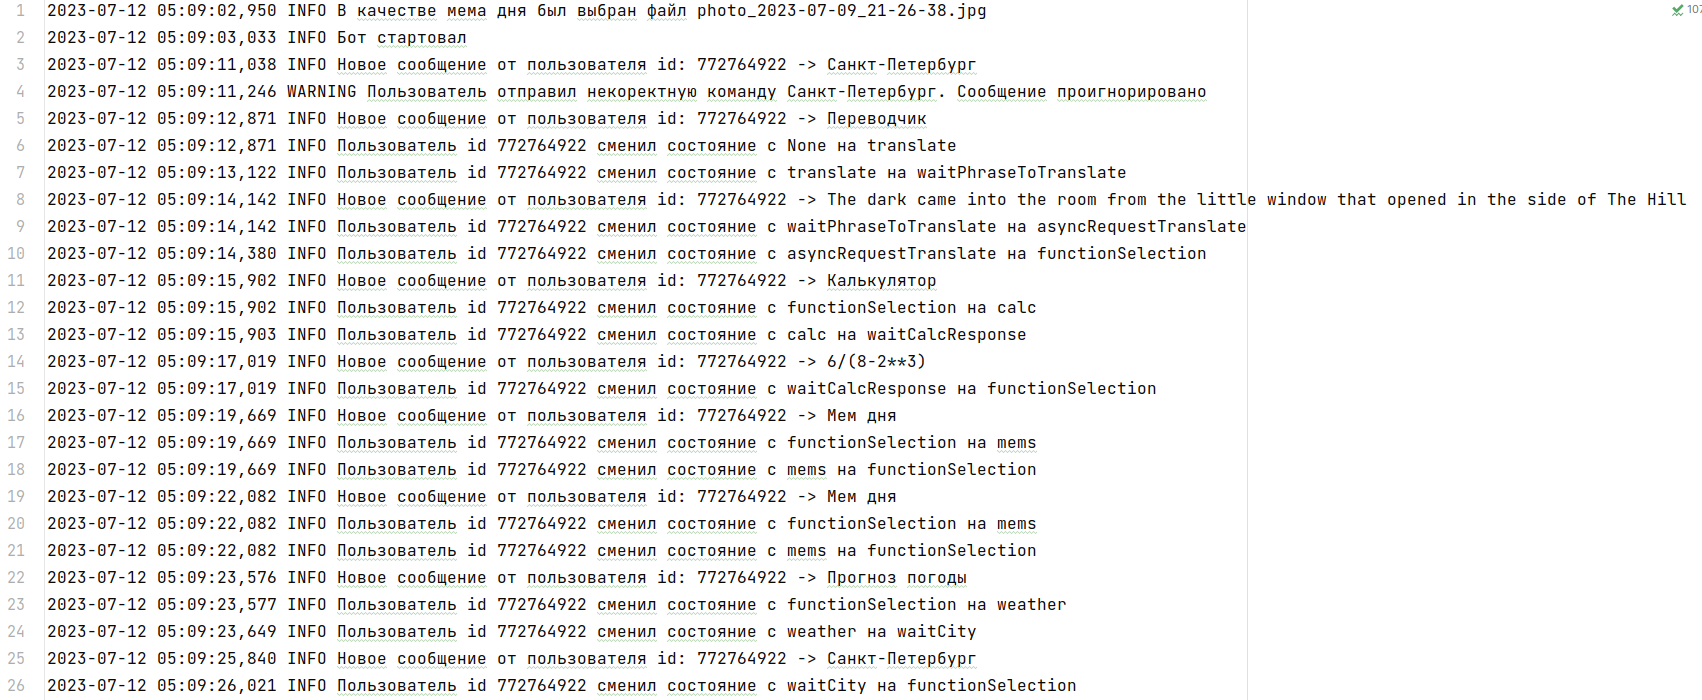 1 2023-07-12 05:09:02,950 INFO В качестве мема дня был выбран файл photo_2023-07-09_21-26-38.jpg
2 2023-07-12 05:09:03,033 INFO Бот стартовал
3 2023-07-12 05:09:11,038 INFO Новое сообщение от пользователя id: 772764922 -> Санкт-Петербург
4 2023-07-12 05:09:11,246 WARNING Пользователь отправил некоректную команду Санкт-Петербург. Сообщение проигнорировано
5 2023-07-12 05:09:12,871 INFO Новое сообщение от пользователя id: 772764922 -> Переводчик
6 2023-07-12 05:09:12,871 INFO Пользователь id 772764922 сменил состояние с None на translate
7 2023-07-12 05:09:13,122 INFO Пользователь id 772764922 сменил состояние с translate на waitPhraseToTranslate
8 2023-07-12 05:09:14,142 INFO Новое сообщение от пользователя id: 772764922 -> The dark came into the room from the little window that opened in the side of The Hill
9 2023-07-12 05:09:14,142 INFO Пользователь id 772764922 сменил состояние с waitPhraseToTranslate на asyncRequestTranslate
10 2023-07-12 05:09:14,380 INFO Пользователь id 772764922 сменил состояние с asyncRequestTranslate на functionSelection
11 2023-07-12 05:09:15,902 INFO Новое сообщение от пользователя id: 772764922 -> Калькулятор
12 2023-07-12 05:09:15,902 INFO Пользователь id 772764922 сменил состояние с functionSelection на calc
13 2023-07-12 05:09:15,903 INFO Пользователь id 772764922 сменил состояние с calc на waitCalcResponse
14 2023-07-12 05:09:17,019 INFO Новое сообщение от пользователя id: 772764922 -> 6/(8-2**3)
15 2023-07-12 05:09:17,019 INFO Пользователь id 772764922 сменил состояние с waitCalcResponse на functionSelection
16 2023-07-12 05:09:19,669 INFO Новое сообщение от пользователя id: 772764922 -> Мем дня
17 2023-07-12 05:09:19,669 INFO Пользователь id 772764922 сменил состояние с functionSelection на mems
18 2023-07-12 05:09:19,669 INFO Пользователь id 772764922 сменил состояние с mems на functionSelection
19 2023-07-12 05:09:22,082 INFO Новое сообщение от пользователя id: 772764922 -> Мем дня
20 2023-07-12 05:09:22,082 INFO Пользователь id 772764922 сменил состояние с functionSelection на mems
21 2023-07-12 05:09:22,082 INFO Пользователь id 772764922 сменил состояние с mems на functionSelection
22 2023-07-12 05:09:23,576 INFO Новое сообщение от пользователя id: 772764922 -> Прогноз погоды
23 2023-07-12 05:09:23,577 INFO Пользователь id 772764922 сменил состояние с functionSelection на weather
24 2023-07-12 05:09:23,649 INFO Пользователь id 772764922 сменил состояние с weather на waitCity
25 2023-07-12 05:09:25,840 INFO Новое сообщение от пользователя id: 772764922 -> Санкт-Петербург
26 2023-07-12 05:09:26,021 INFO Пользователь id 772764922 сменил состояние с waitCity на functionSelection